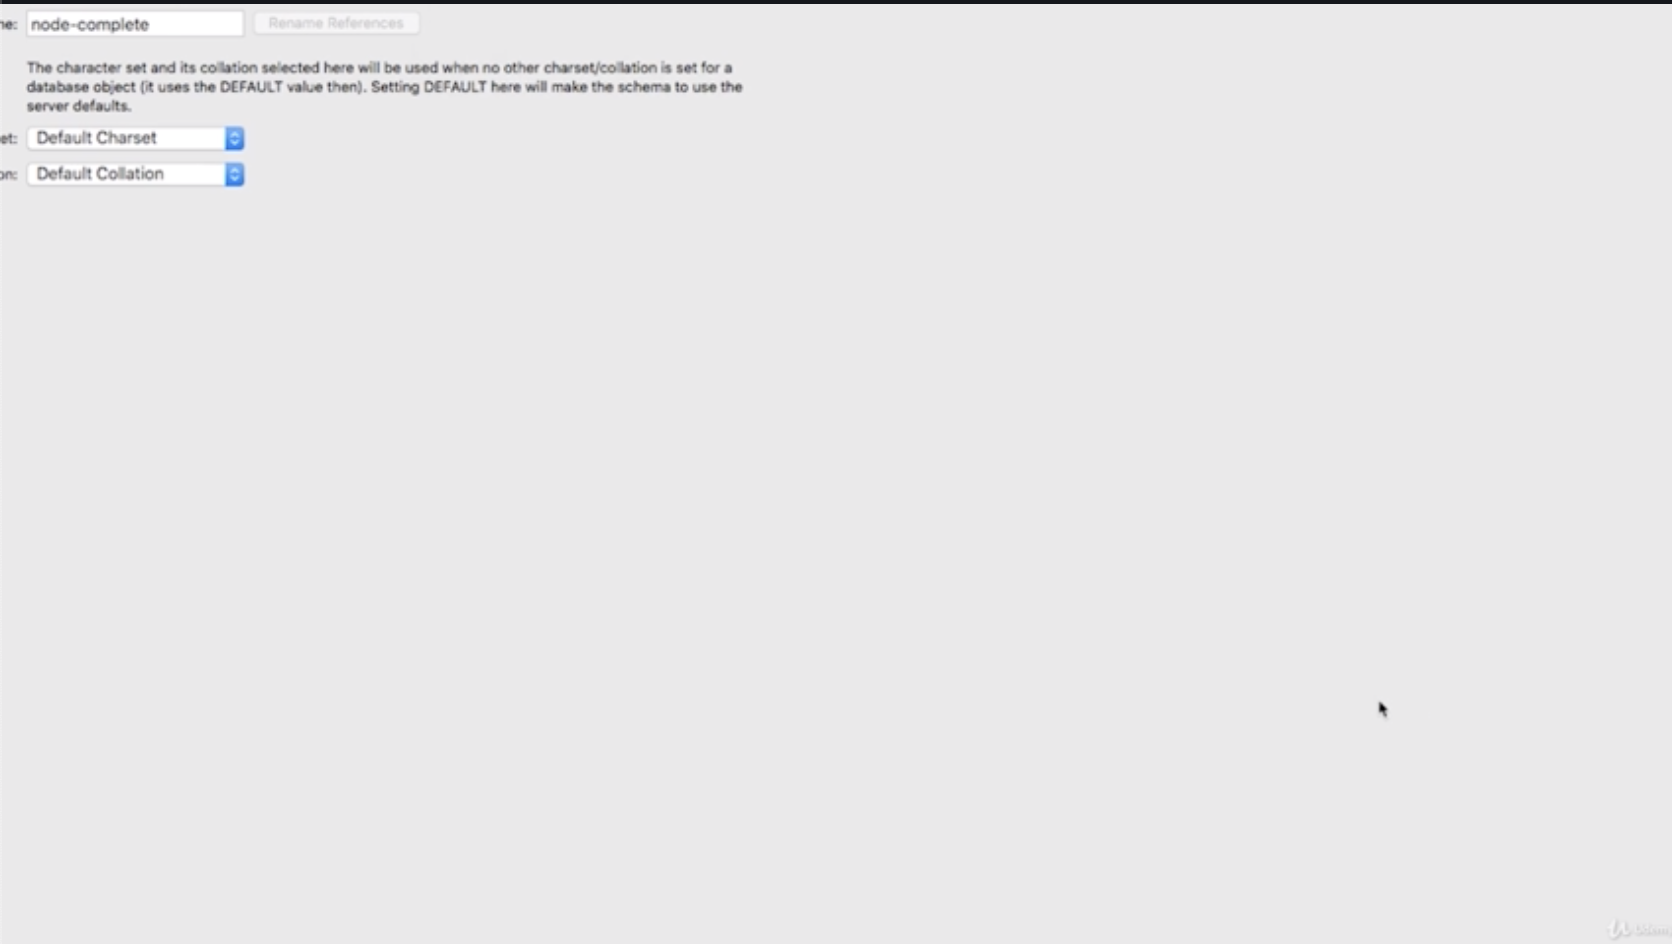 ne: node-complete Rename References
The character set and its collation selected here will be used when no other charset/collation is set for a
database object (it uses the DEFAULT value then). Setting DEFAULT here will make the schema to use the
server defaults.
et: Default Charset
on: Default Collation